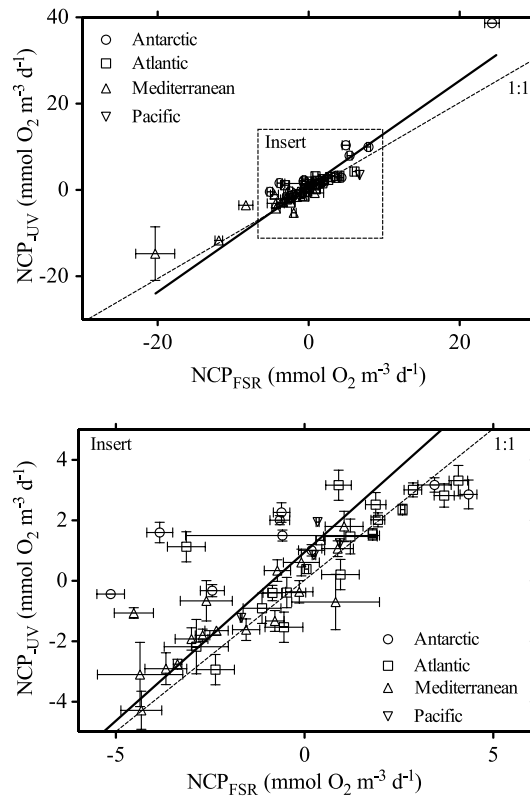 40
Antarctic
Atlantic
Mediterranean
Pacific
1:1
20
Insert
0
-20
NCP-UV (mmol O2 m-3 d-1)
-20 0 20
NCPFSR (mmol O2 m-3 d-1)
Insert
1:1
4
2
0
-2
-4
NCP-UV (mmol O2 m-3 d-1)
Antarctic
Atlantic
Mediterranean
Pacific
-5 0 5
NCPFSR (mmol O2 m-3 d-1)